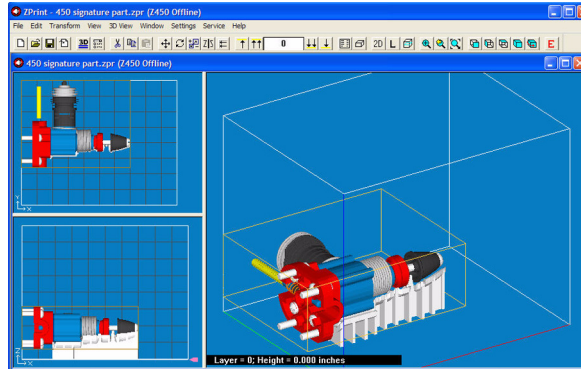 ZPrint - 450 signature part.zpr (Z450 Offline)
File Edit Transform View 3D View Window Settings Service Help
3D 0 2D L E
450 signature part.zpr (Z450 Offline)
Y X
Z X
Layer = 0; Height = 0.000 inches